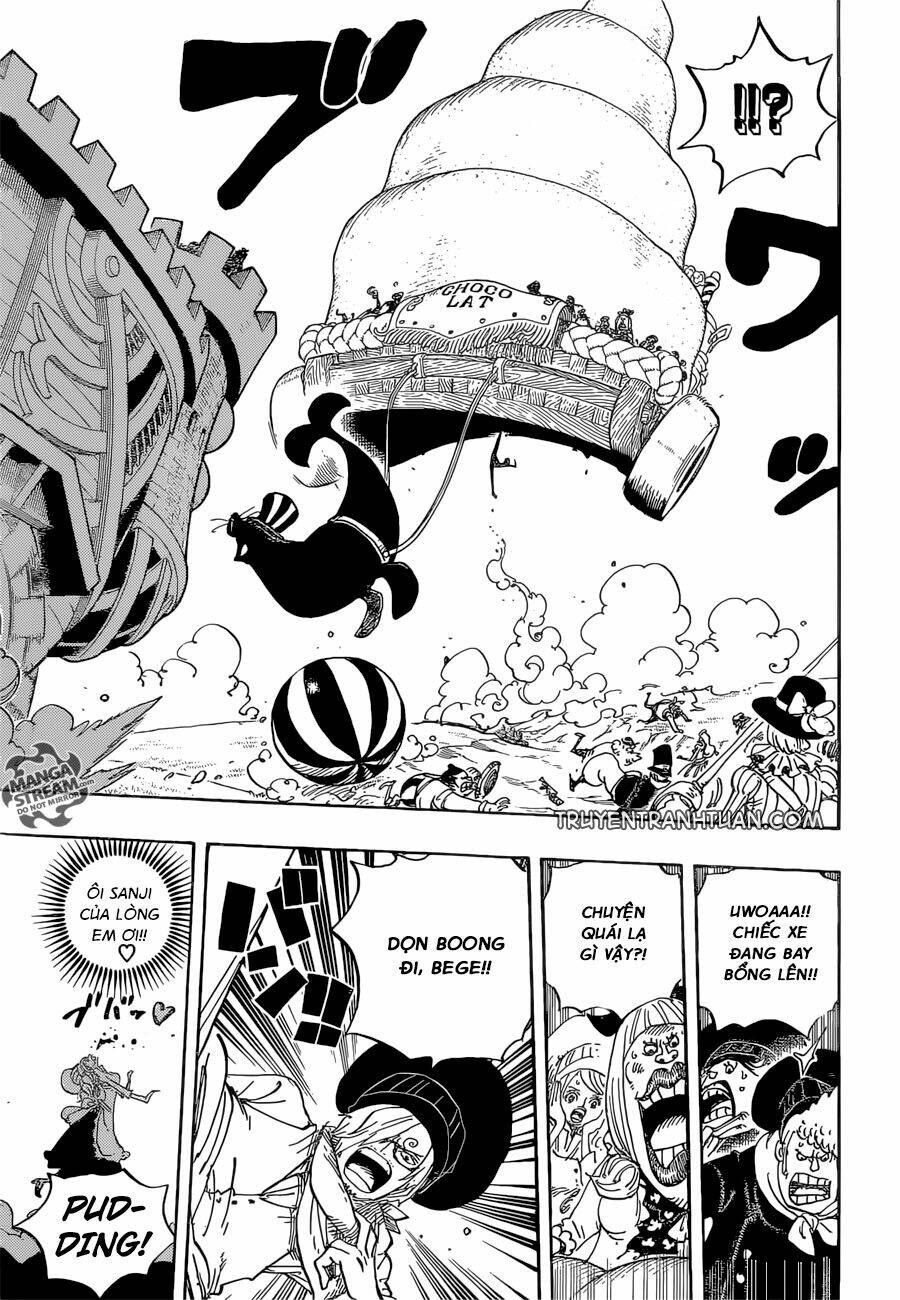 !!?
ブワッ
CHOCO
LAT
MANGA
STREAM.com
DO NOT MIRROR
TRUYENTRANHTUAN.COM
UWOAAA!!
CHIẾC XE
ĐANG BAY
BỔNG LÊN!!
CHUYỆN
QUÁI LẠ
GÌ VẬY?!
DỌN BOONG
ĐI, BEGE!!
ÔI SANJI
CỦA LÒNG
EM ƠI!!
♡
ブバッ
PUD-
DING!